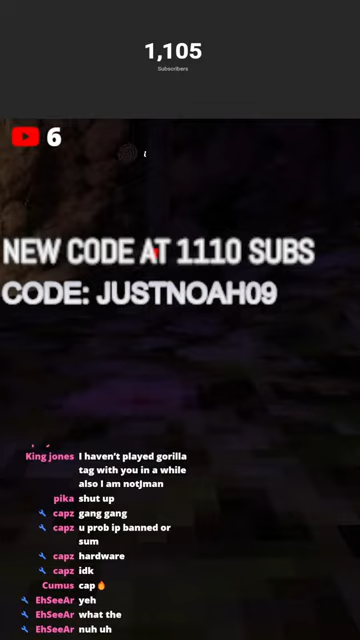 1,105
Subscribers
6
NEW CODE AT 1110 SUBS
CODE: JUSTNOAH09
King jones I haven't played gorilla
tag with you in a while
also I am notJman
pika shut up
capz gang gang
capz u prob ip banned or
sum
capz hardware
capz idk
Cumus cap🔥
EhSeeAr yeh
EhSeeAr what the
EhSeeAr nuh uh